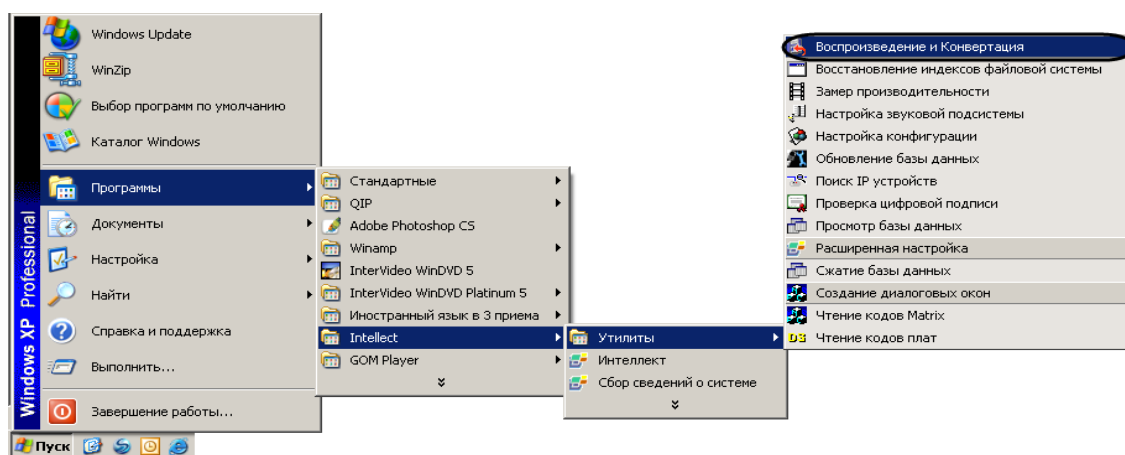 Windows XP Professional
Windows Update
WinZip
Выбор программ по умолчанию
Каталог Windows
Программы
Документы
Настройка
Найти
Справка и поддержка
Выполнить...
Завершение работы...
Пуск
Стандартные
QIP
Adobe Photoshop CS
Winamp
InterVideo WinDVD 5
InterVideo WinDVD Platinum 5
Иностранный язык в 3 приема
Intellect
GOM Player
Утилиты
Интеллект
Сбор сведений о системе
Воспроизведение и Конвертация
Восстановление индексов файловой системы
Замер производительности
Настройка звуковой подсистемы
Настройка конфигурации
Обновление базы данных
Поиск IP устройств
Проверка цифровой подписи
Просмотр базы данных
Расширенная настройка
Сжатие базы данных
Создание диалоговых окон
Чтение кодов Matrix
Чтение кодов плат